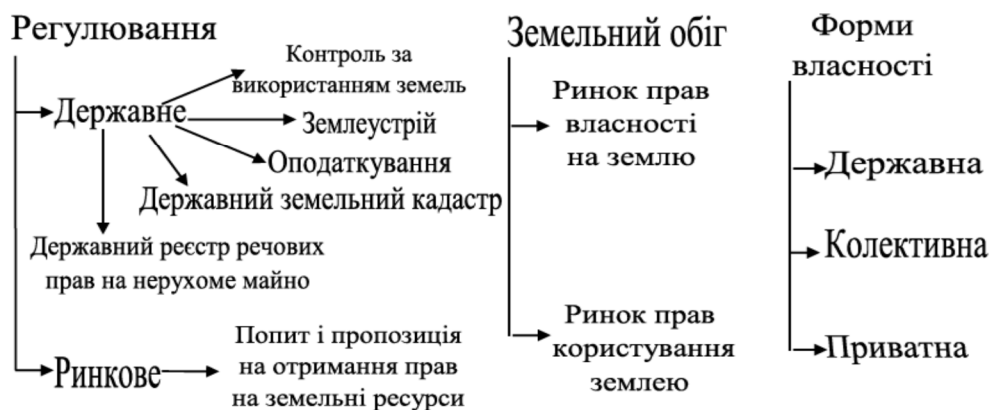 Регулювання
Державне
Контроль за
використанням земель
Землеустрій
Оподаткування
Державний земельний кадастр
Державний реєстр речових
прав на нерухоме майно
Ринкове
Попит і пропозиція
на отримання прав
на земельні ресурси
Земельний обіг
Ринок прав
власності
на землю
Ринок прав
користування
землею
Форми
власності
Державна
Колективна
Приватна